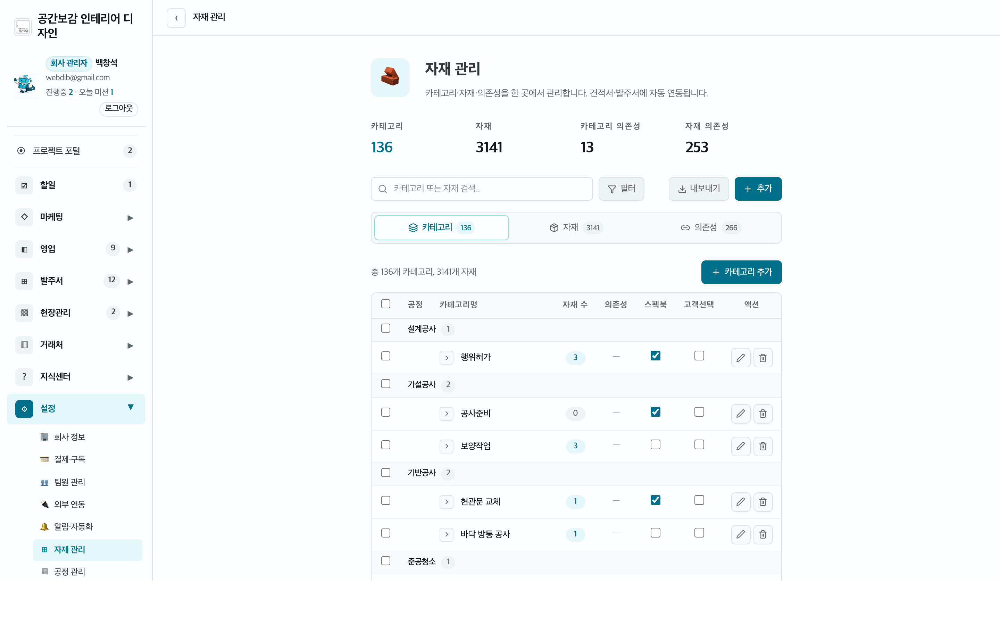 공간보감 인테리어 디
자인
공간보감
회사 관리자 백창석
webdib@gmail.com
진행중 2 · 오늘 미션 1
로그아웃
프로젝트 포털 2
할일 1
마케팅
영업 9
발주서 12
현장관리 2
거래처
? 지식센터
설정
회사 정보
결제·구독
팀원 관리
외부 연동
알림·자동화
자재 관리
공정 관리
자재 관리
자재 관리
카테고리·자재·의존성을 한 곳에서 관리합니다. 견적서·발주서에 자동 연동됩니다.
카테고리 자재 카테고리 의존성 자재 의존성
136 3141 13 253
카테고리 또는 자재 검색... 필터 내보내기 + 추가
카테고리 136 자재 3141 의존성 266
총 136개 카테고리, 3141개 자재 + 카테고리 추가
공정 카테고리명 자재 수 의존성 스펙북 고객선택 액션
설계공사 1
행위허가 3 —
가설공사 2
공사준비 0 —
보양작업 3 —
기반공사 2
현관문 교체 1 —
바닥 방통 공사 1 —
준공청소 1